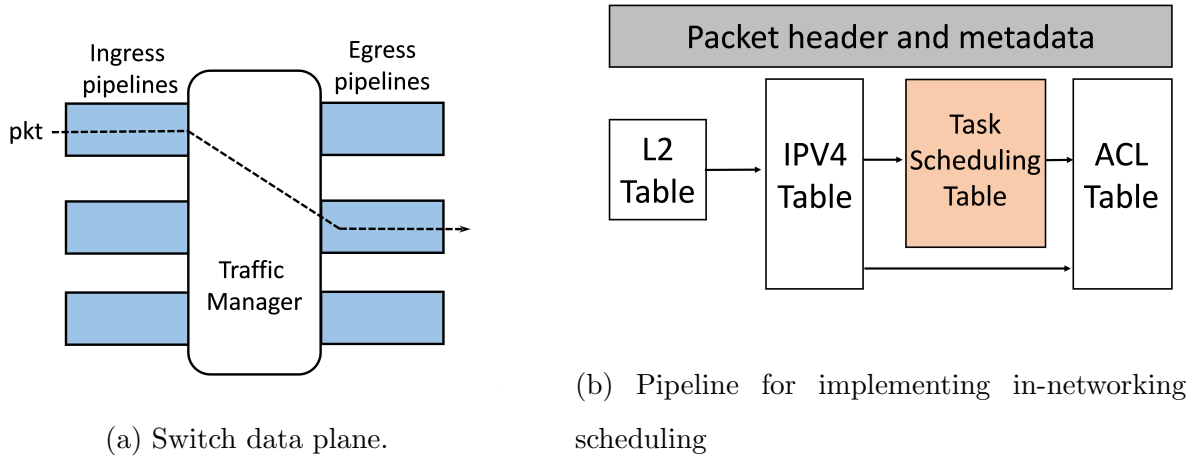 Ingress
pipelines
Egress
pipelines
pkt
Traffic
Manager
(a) Switch data plane.
Packet header and metadata
L2
Table
IPV4
Table
Task
Scheduling
Table
ACL
Table
(b) Pipeline for implementing in-networking
scheduling